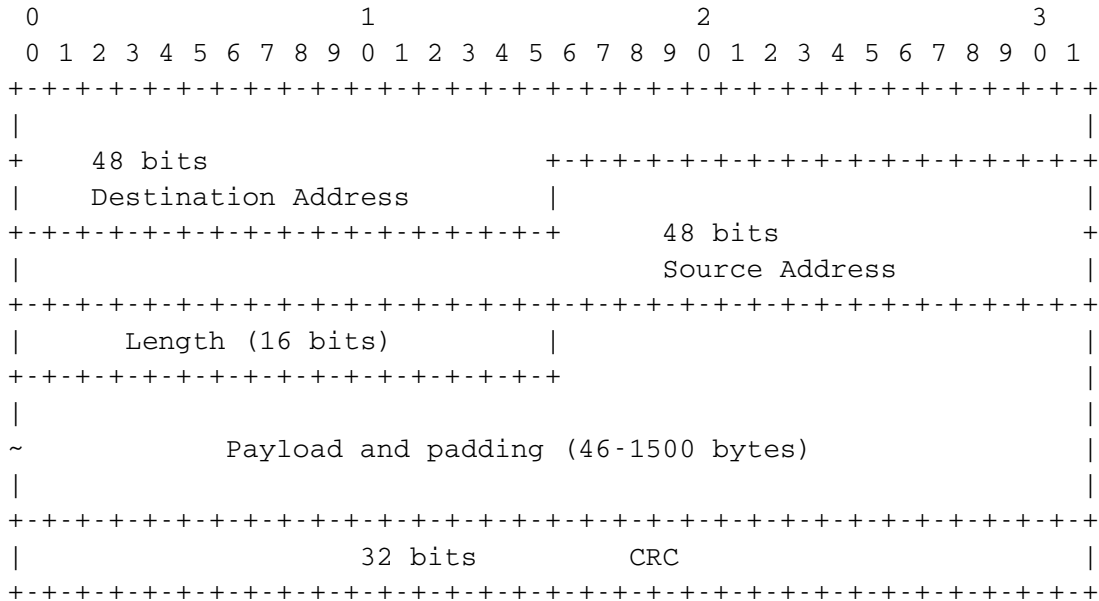 0                   1                   2                   3
 0 1 2 3 4 5 6 7 8 9 0 1 2 3 4 5 6 7 8 9 0 1 2 3 4 5 6 7 8 9 0 1
+-+-+-+-+-+-+-+-+-+-+-+-+-+-+-+-+-+-+-+-+-+-+-+-+-+-+-+-+-+-+-+-+
|                                                               |
+    48 bits                    +-+-+-+-+-+-+-+-+-+-+-+-+-+-+-+-+
|    Destination Address        |                               |
+-+-+-+-+-+-+-+-+-+-+-+-+-+-+-+-+      48 bits                  +
|                                      Source Address           |
+-+-+-+-+-+-+-+-+-+-+-+-+-+-+-+-+-+-+-+-+-+-+-+-+-+-+-+-+-+-+-+-+
|      Length (16 bits)         |                               |
+-+-+-+-+-+-+-+-+-+-+-+-+-+-+-+-+                               |
|                                                               |
~            Payload and padding (46-1500 bytes)                |
|                                                               |
+-+-+-+-+-+-+-+-+-+-+-+-+-+-+-+-+-+-+-+-+-+-+-+-+-+-+-+-+-+-+-+-+
|                    32 bits         CRC                        |
+-+-+-+-+-+-+-+-+-+-+-+-+-+-+-+-+-+-+-+-+-+-+-+-+-+-+-+-+-+-+-+-+